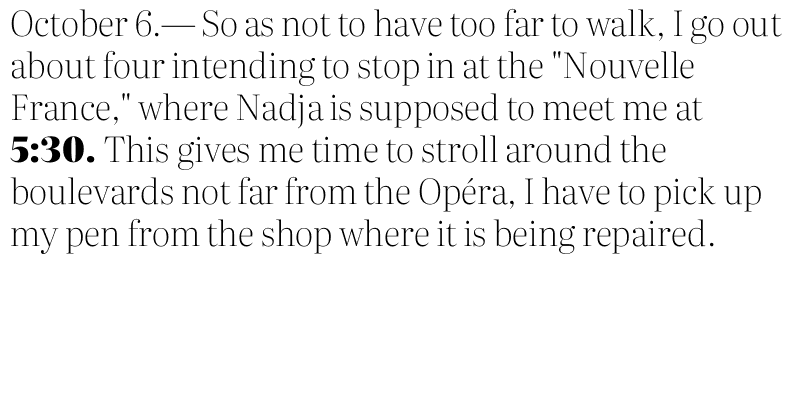 October 6.— So as not to have too far to walk, I go out
about four intending to stop in at the "Nouvelle
France," where Nadja is supposed to meet me at
5:30. This gives me time to stroll around the
boulevards not far from the Opéra, I have to pick up
my pen from the shop where it is being repaired.